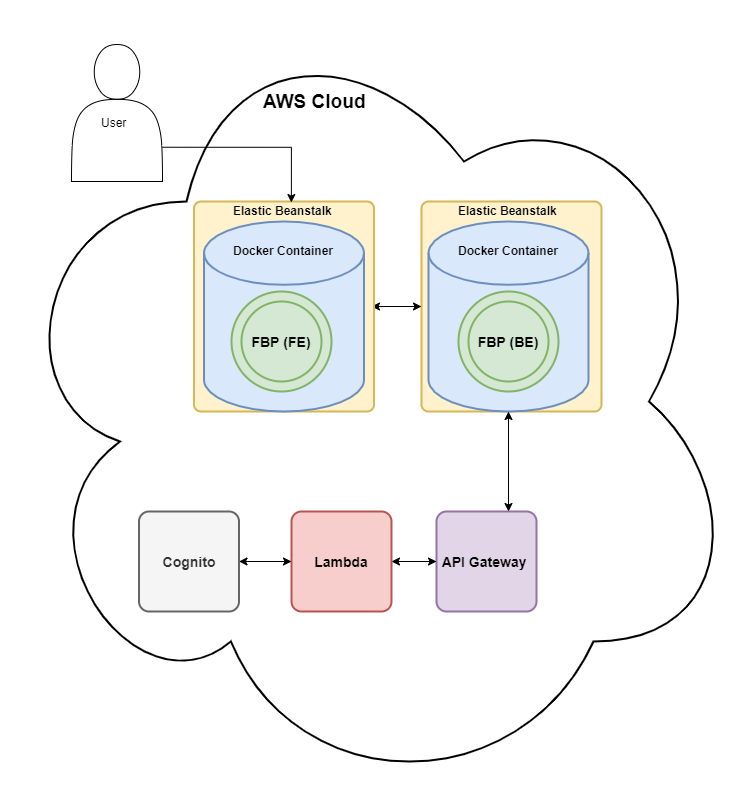 AWS Cloud
User
Elastic Beanstalk
Elastic Beanstalk
Docker Container
Docker Container
FBP (FE)
FBP (BE)
Cognito
Lambda
API Gateway